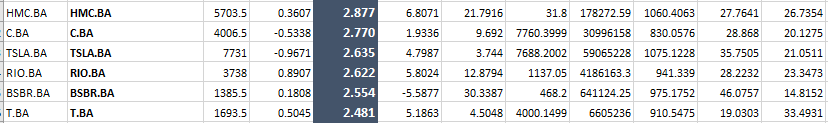 HMC.BA HMC.BA 5703.5 0.3607 2.877 6.8071 21.7916 31.8 178272.59 1060.4063 27.7641 26.7354
C.BA C.BA 4006.5 -0.5338 2.770 1.9336 9.692 7760.3999 30996158 830.0576 28.868 20.1275
TSLA.BA TSLA.BA 7731 -0.9671 2.635 4.7987 3.744 7688.2002 59065228 1075.1228 35.7505 21.0511
RIO.BA RIO.BA 3738 0.8907 2.622 5.8024 12.8794 1137.05 4186163.3 941.339 28.2232 23.3473
BSBR.BA BSBR.BA 1385.5 0.1808 2.554 -5.5877 30.3387 468.2 641124.25 975.1752 46.0757 14.8152
T.BA T.BA 1693.5 0.5045 2.481 5.1863 4.5048 4000.1499 6605236 910.5475 19.0303 33.4931